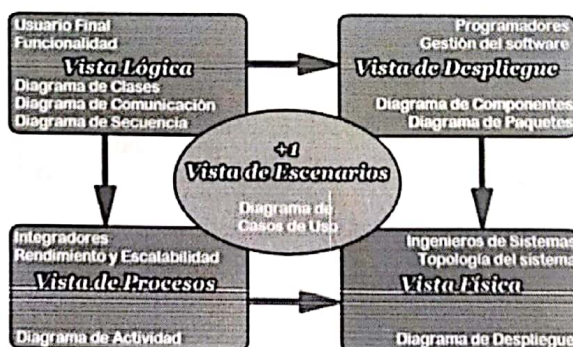 Usuario Final
Funcionalidad
Vista Lógica
Diagrama de Clases
Diagrama de Comunicación
Diagrama de Secuencia
Programadores
Gestión del software
Vista de Despliegue
Diagrama de Componentes
Diagrama de Paquetes
+1
Vista de Escenarios
Diagrama de
Casos de Uso
Integradores
Rendimiento y Escalabilidad
Vista de Procesos
Diagrama de Actividad
Ingenieros de Sistemas
Topología del sistema
Vista Física
Diagrama de Despliegue